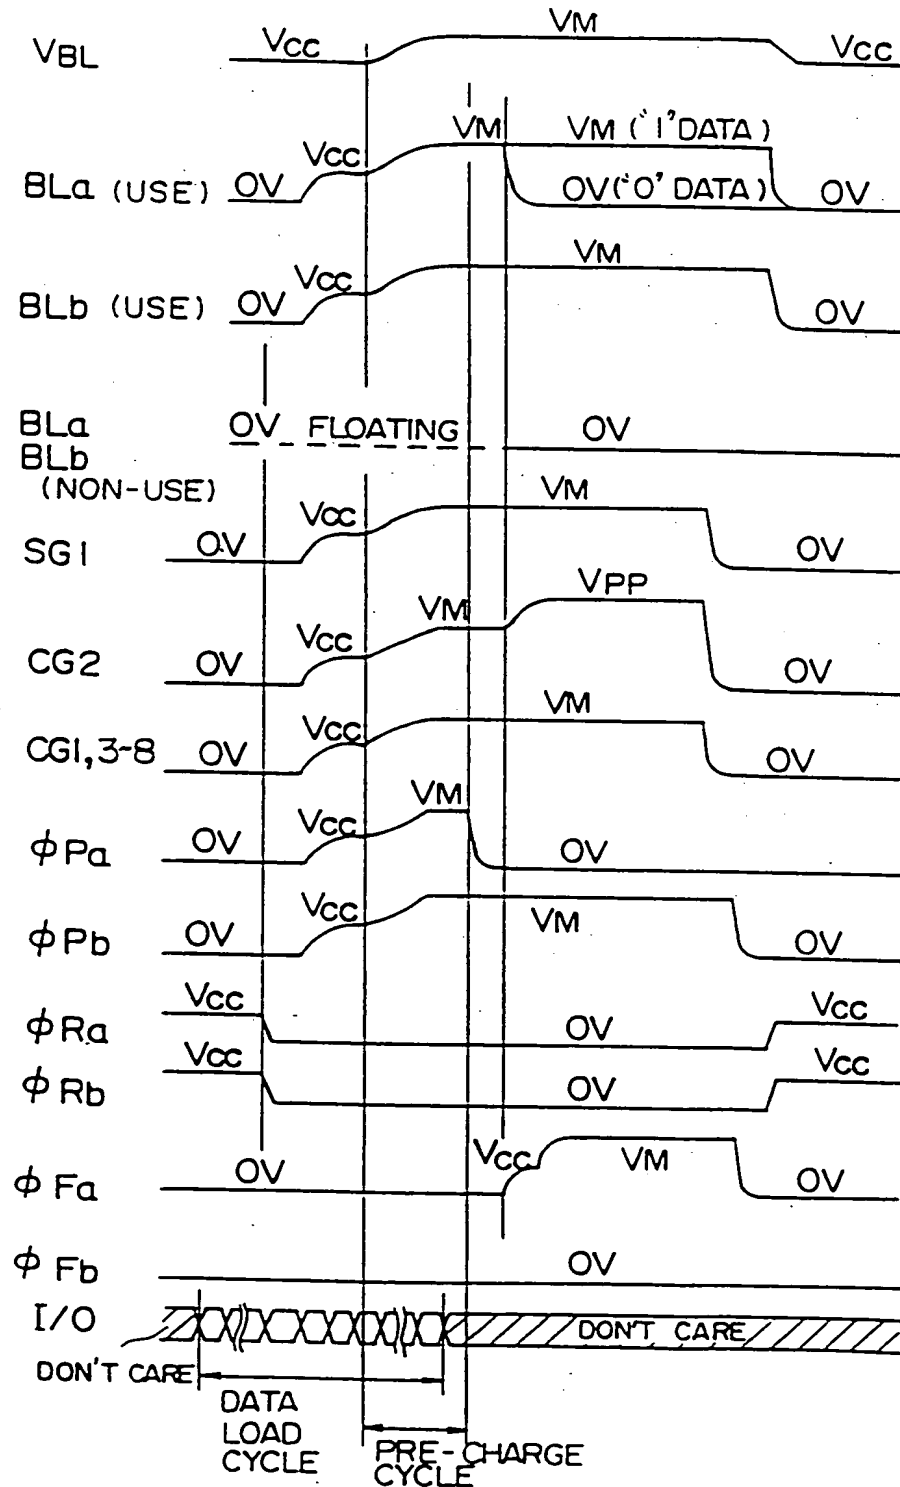 VBL VCC VM VCC
BLa (USE) OV VCC VM VM ("1" DATA) OV("0" DATA) OV
BLb (USE) OV VCC VM OV
BLa
BLb
(NON-USE) OV FLOATING OV
SG1 OV VCC VM OV
CG2 OV VCC VM VPP OV
CG1,3-8 OV VCC VM OV
φPa OV VCC VM OV
φPb OV VCC VM OV
φRa VCC OV VCC
φRb VCC OV VCC
φFa OV VCC VM OV
φFb OV
I/O DON'T CARE
DON'T CARE
DATA
LOAD
CYCLE
PRE-CHARGE
CYCLE